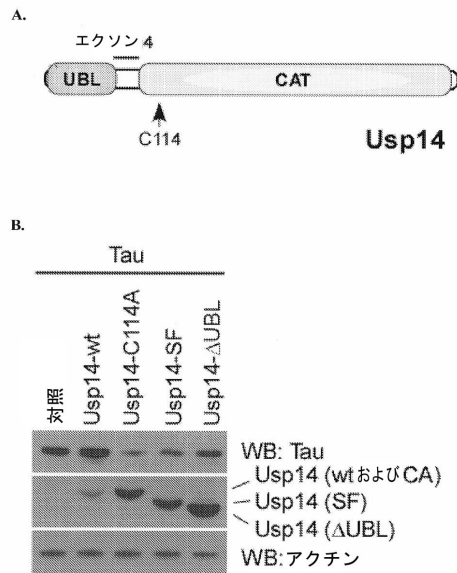 A.
エクソン 4
UBL
CAT
C114
Usp14
B.
Tau
対照
Usp14-wt
Usp14-C114A
Usp14-SF
Usp14-ΔUBL
WB: Tau
Usp14 (wtおよびCA)
Usp14 (SF)
Usp14 (ΔUBL)
WB:アクチン